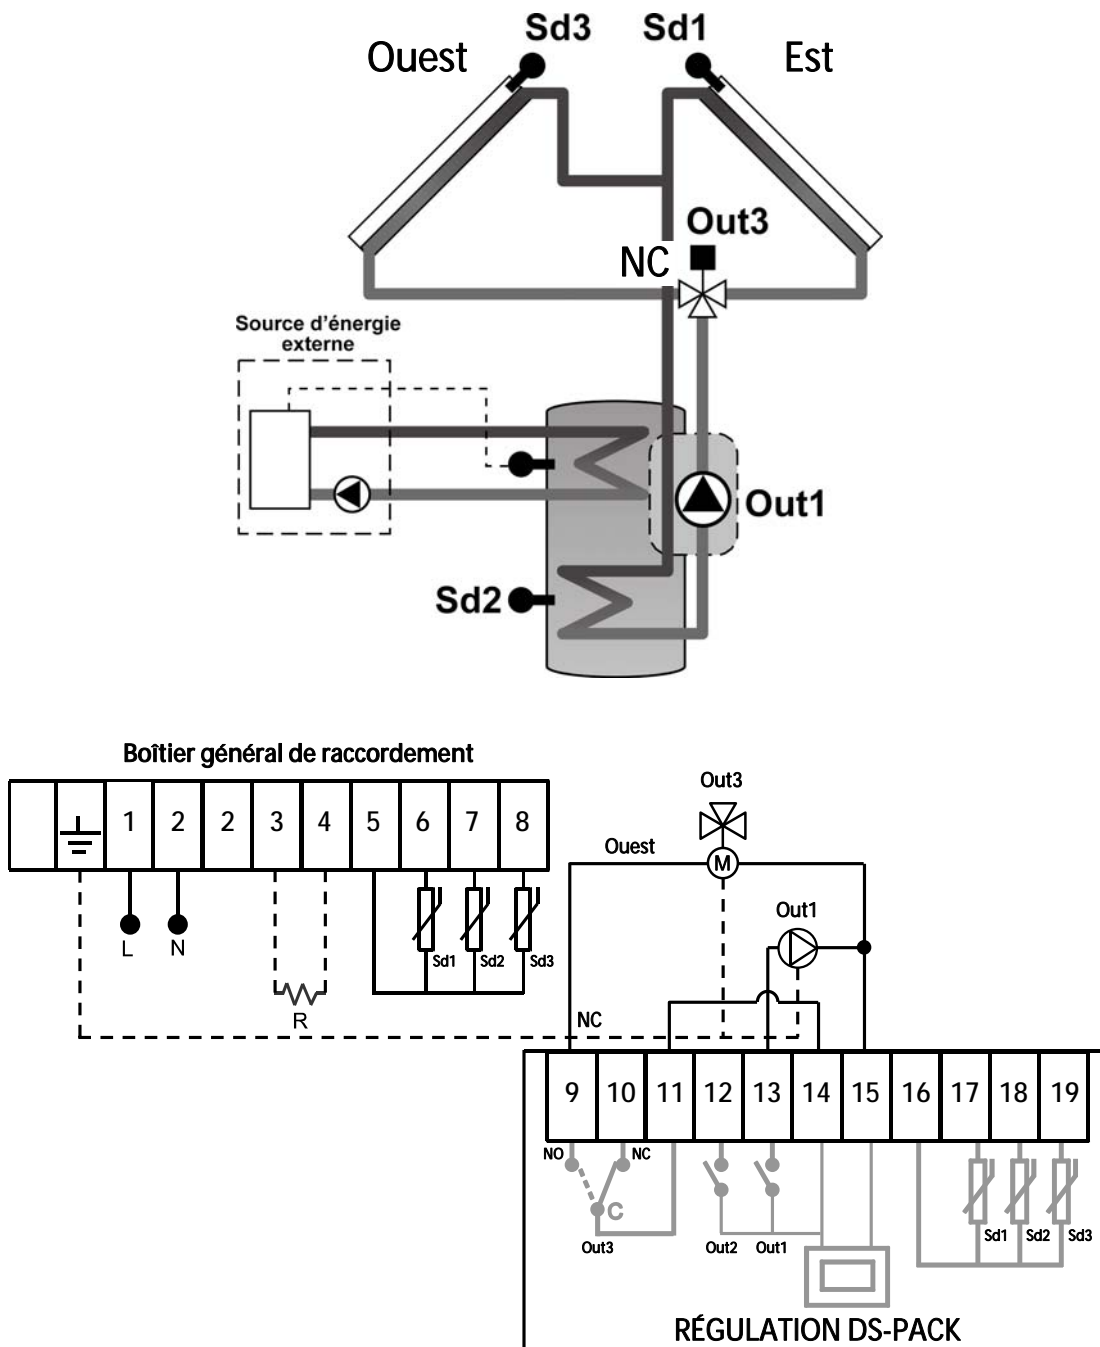 Sd3
Sd1
Ouest
Est
Out3
NC
Source d'énergie
externe
Out1
Sd2
Boîtier général de raccordement
1 2 2 3 4 5 6 7 8
L N
R
Sd1 Sd2 Sd3
Out3
Ouest
M
Out1
NC
9 10 11 12 13 14 15 16 17 18 19
NO NC
C
Out3 Out2 Out1
Sd1 Sd2 Sd3
RÉGULATION DS-PACK